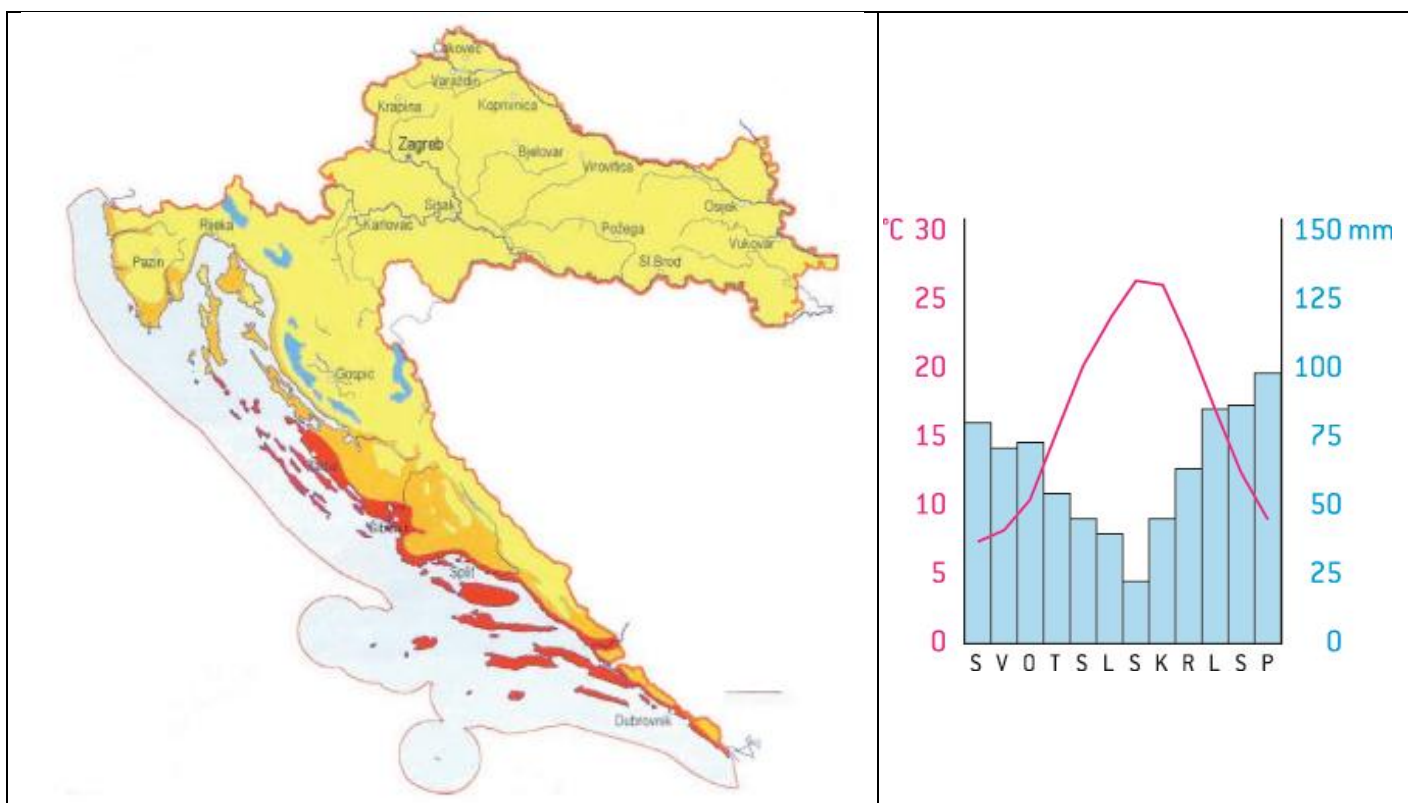 Čakovec
Varaždin
Krapina
Koprivnica
Zagreb
Bjelovar
Virovitica
Sisak
Osijek
Rijeka
Karlovac
Požega
Vukovar
Pazin
Sl.Brod
Gospić
Split
Dubrovnik
°C 30
25
20
15
10
5
0
150 mm
125
100
75
50
25
0
S V O T S L S K R L S P